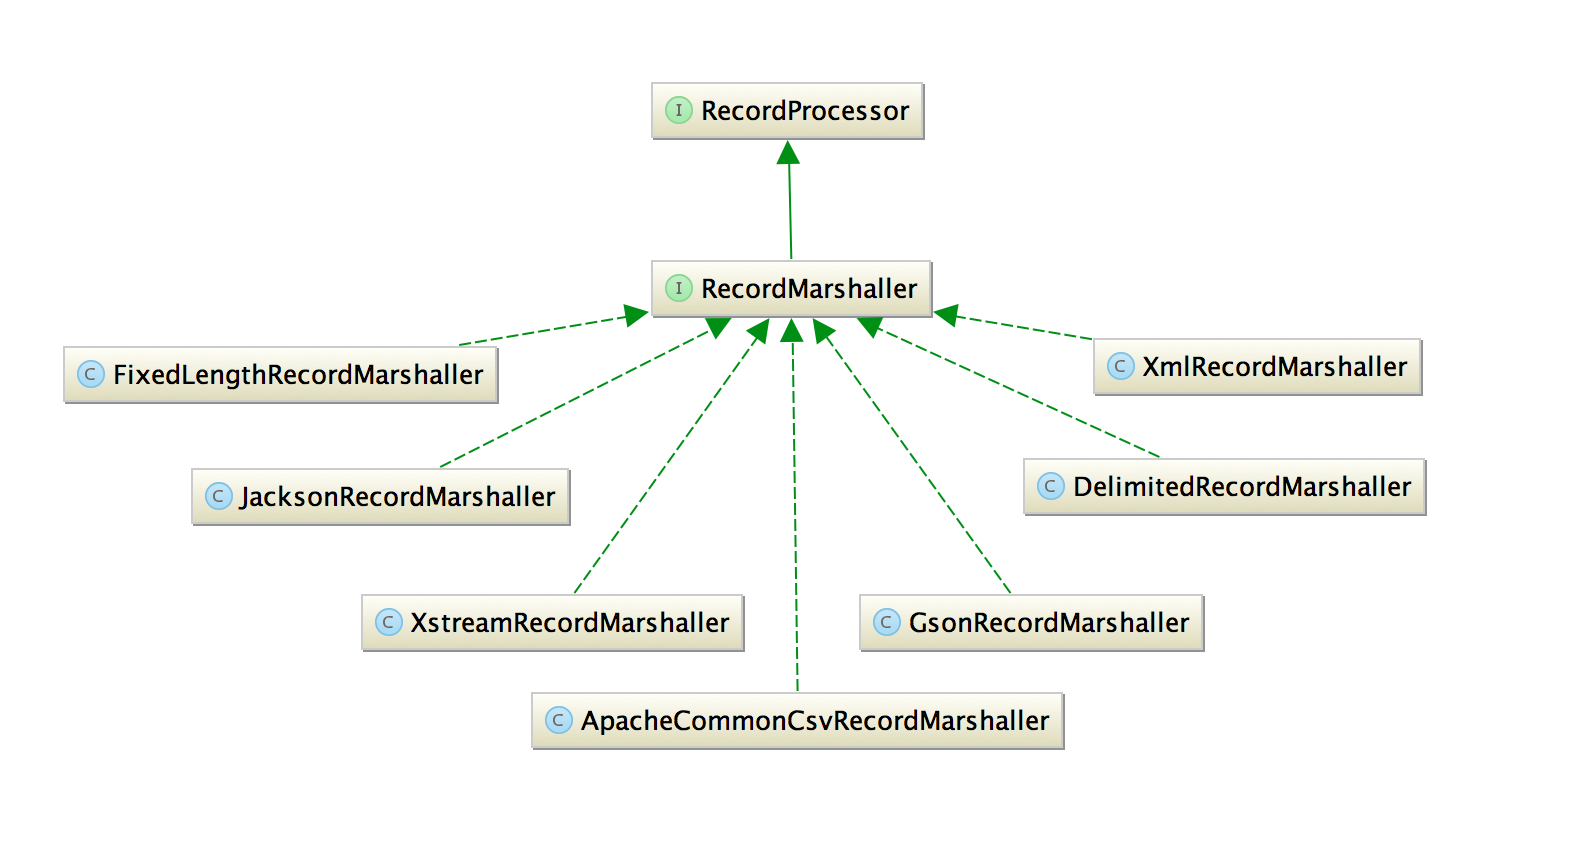 I RecordProcessor
I RecordMarshaller
C FixedLengthRecordMarshaller
C XmlRecordMarshaller
C JacksonRecordMarshaller
C DelimitedRecordMarshaller
C XstreamRecordMarshaller
C GsonRecordMarshaller
C ApacheCommonCsvRecordMarshaller